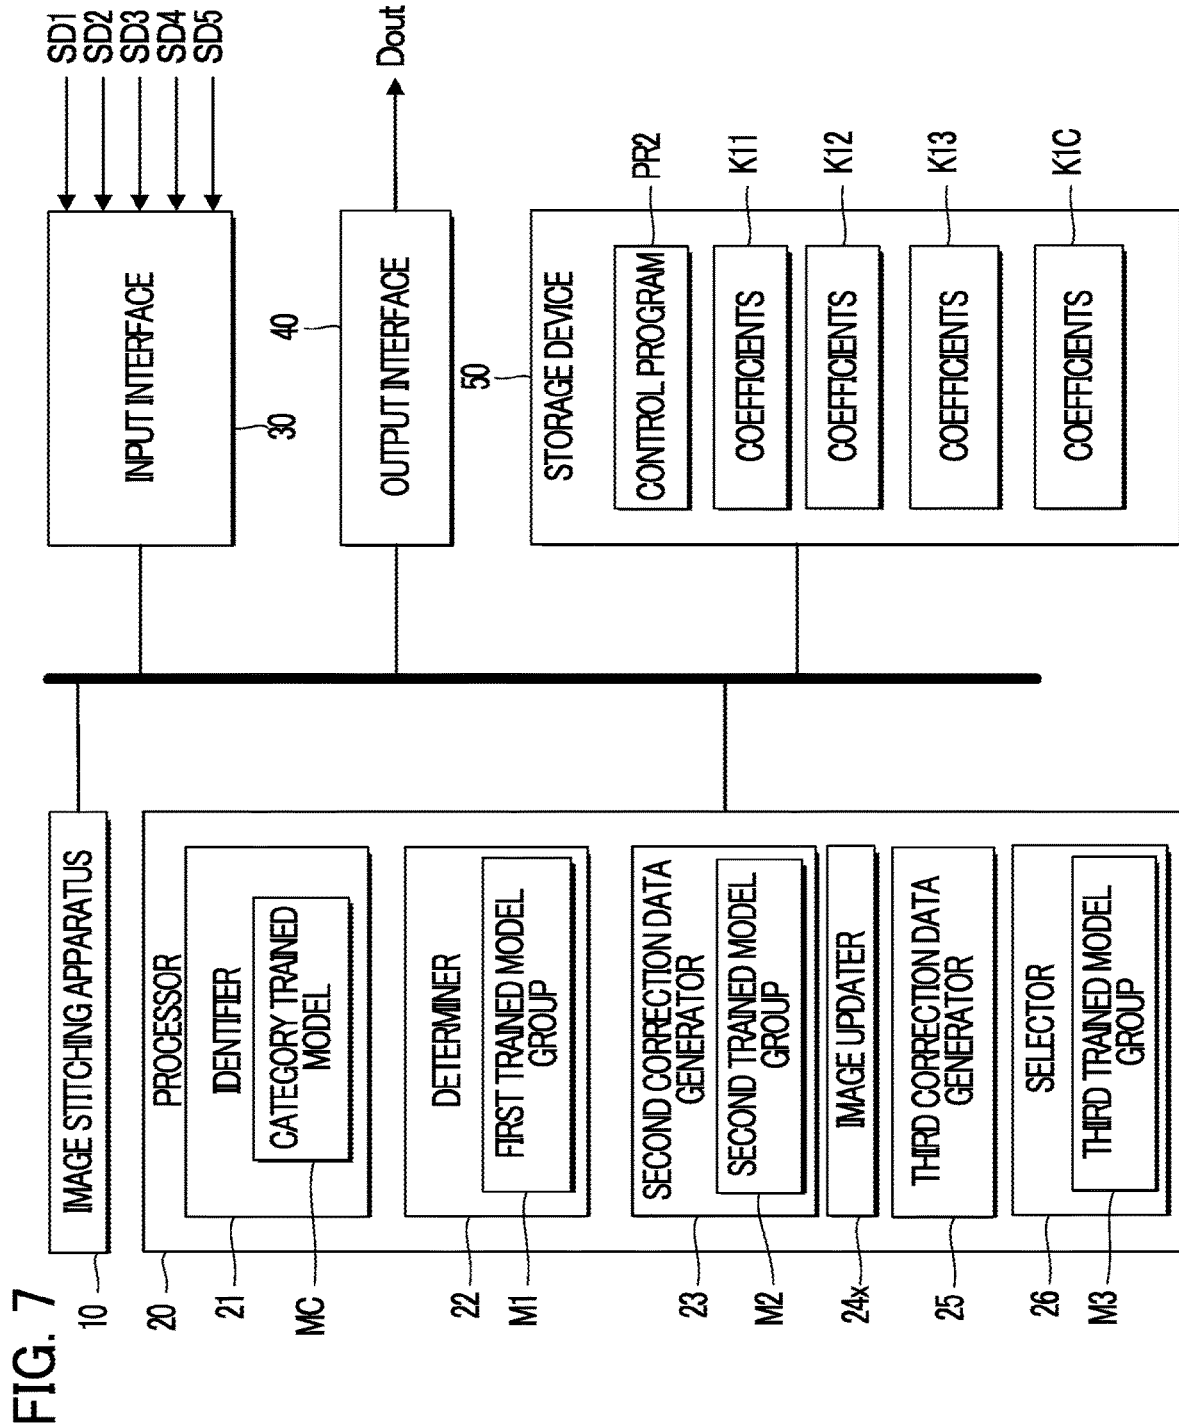 FIG. 7
10
IMAGE STITCHING APPARATUS
20
PROCESSOR
21
IDENTIFIER
MC
CATEGORY TRAINED
MODEL
22
DETERMINER
M1
FIRST TRAINED MODEL
GROUP
23
SECOND CORRECTION DATA
GENERATOR
M2
SECOND TRAINED MODEL
GROUP
24x
IMAGE UPDATER
25
THIRD CORRECTION DATA
GENERATOR
26
SELECTOR
M3
THIRD TRAINED MODEL
GROUP
INPUT INTERFACE
30
SD1
SD2
SD3
SD4
SD5
40
OUTPUT INTERFACE
Dout
50
STORAGE DEVICE
CONTROL PROGRAM
PR2
COEFFICIENTS
K11
COEFFICIENTS
K12
COEFFICIENTS
K13
COEFFICIENTS
K1C